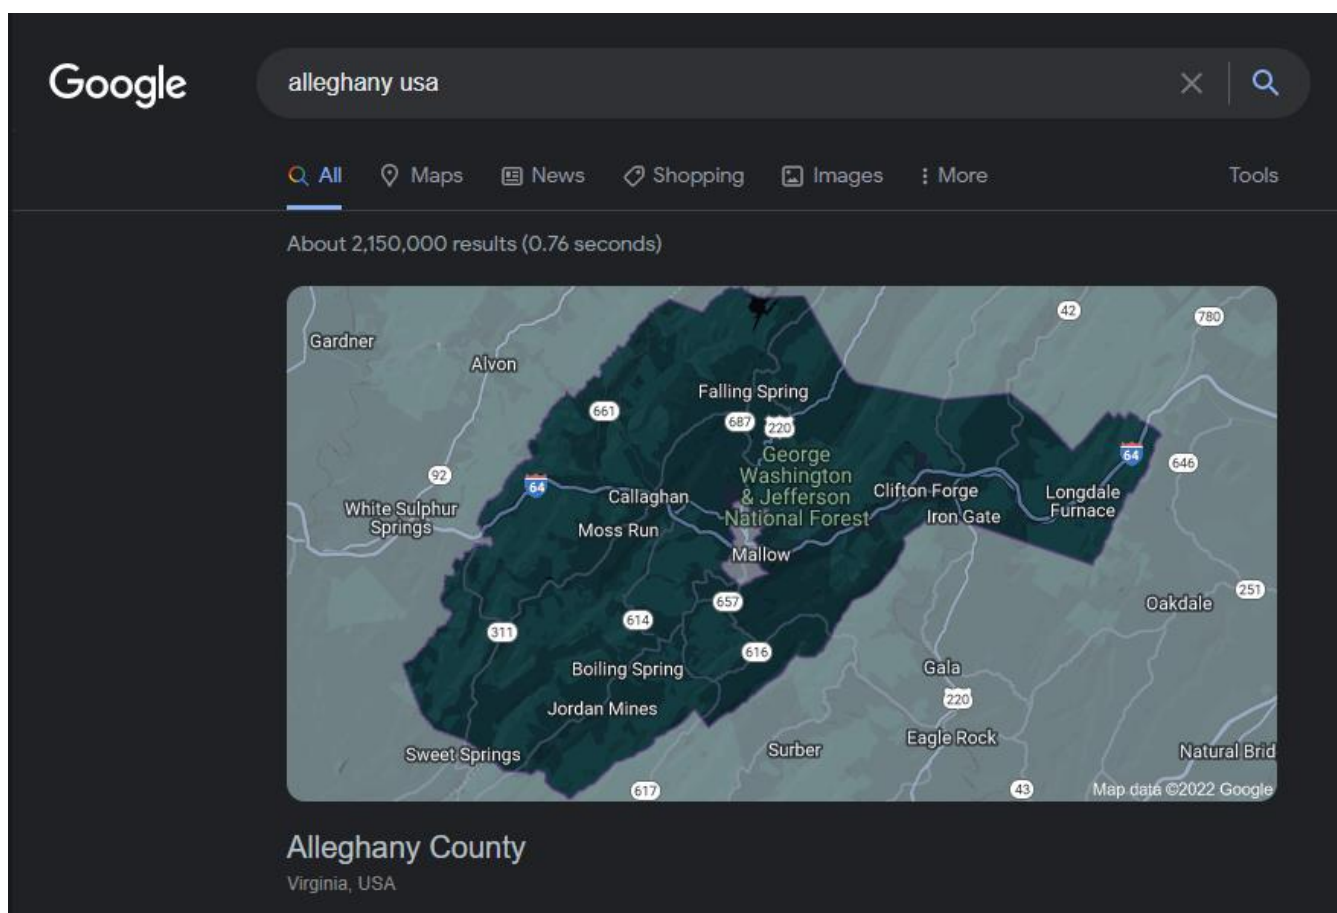 Google
alleghany usa
All
Maps
News
Shopping
Images
More
Tools
About 2,150,000 results (0.76 seconds)
42
780
Gardner
Alvon
Falling Spring
661
687
220
64
George
Washington
& Jefferson
National Forest
646
92
64
Callaghan
Clifton Forge
Longdale
Furnace
White Sulphur
Springs
Moss Run
Iron Gate
Mallow
251
657
Oakdale
614
311
616
Boiling Spring
Gala
220
Jordan Mines
Eagle Rock
Sweet Springs
Surber
Natural Brid
617
43
Map data ©2022 Google
Alleghany County
Virginia, USA